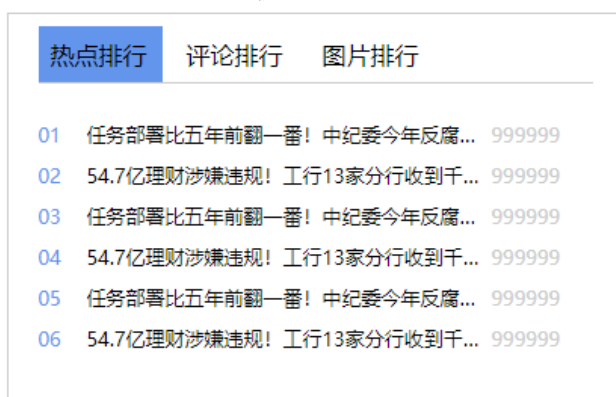 热点排行 评论排行 图片排行
01 任务部署比五年前翻一番！中纪委今年反腐... 999999
02 54.7亿理财涉嫌违规！工行13家分行收到千... 999999
03 任务部署比五年前翻一番！中纪委今年反腐... 999999
04 54.7亿理财涉嫌违规！工行13家分行收到千... 999999
05 任务部署比五年前翻一番！中纪委今年反腐... 999999
06 54.7亿理财涉嫌违规！工行13家分行收到千... 999999